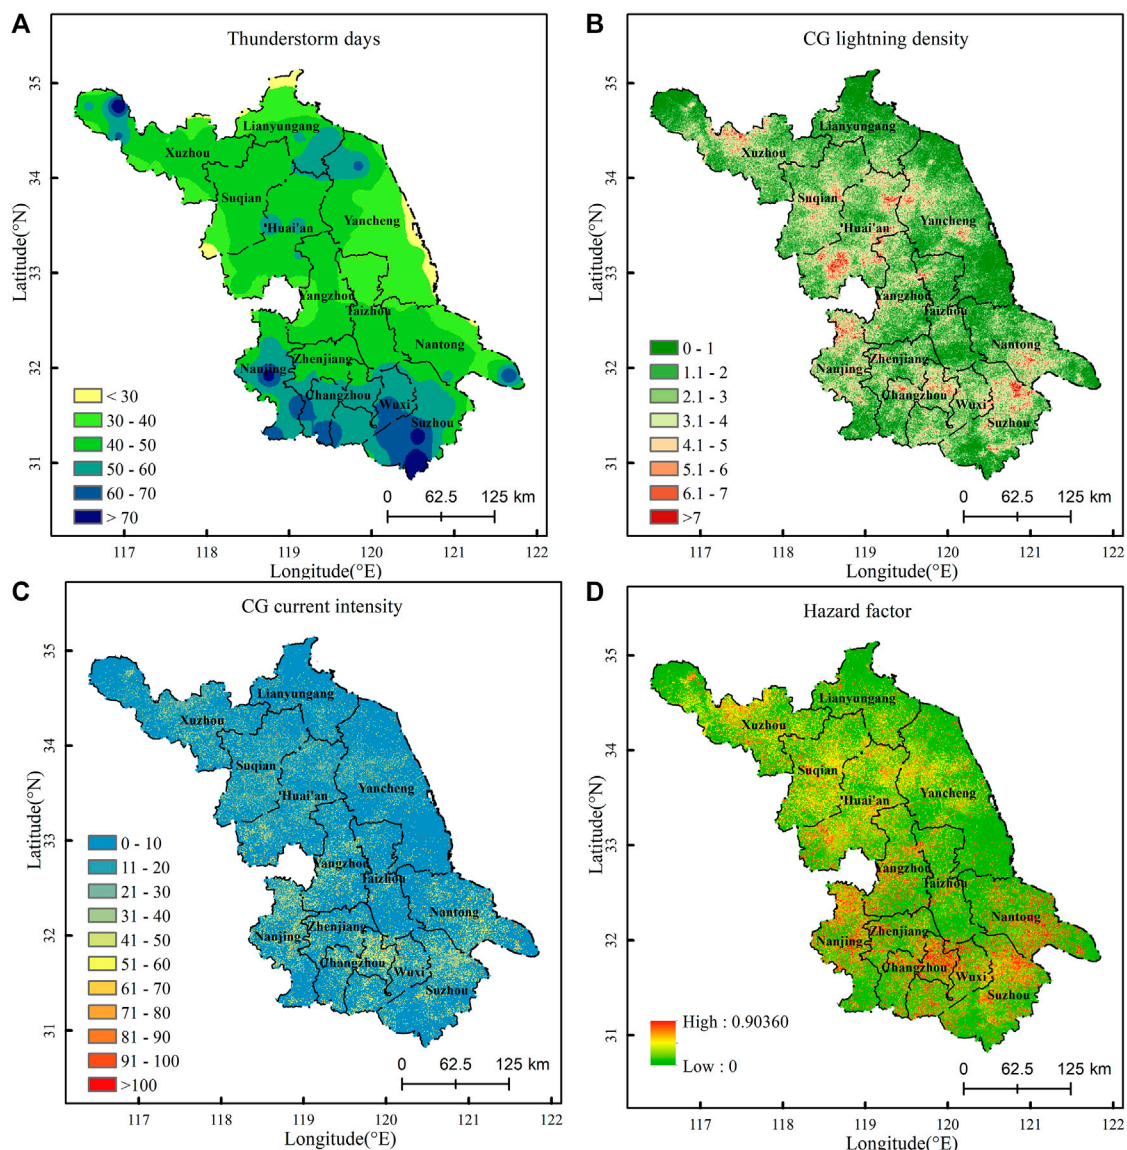 A
Thunderstorm days
35
34
33
32
31
Latitude(°N)
Lianyungang
Xuzhou
Suqian
'Huai'an
Yancheng
Yangzhou
Taizhou
Nantong
Zhenjiang
Nanjing
Changzhou
Wuxi
Suzhou
< 30
30 - 40
40 - 50
50 - 60
60 - 70
> 70
0 62.5 125 km
117 118 119 120 121 122
Longitude(°E)
B
CG lightning density
35
34
33
32
31
Latitude(°N)
Lianyungang
Xuzhou
Suqian
'Huai'an
Yancheng
Yangzhou
Taizhou
Nantong
Zhenjiang
Nanjing
Changzhou
Wuxi
Suzhou
0 - 1
1.1 - 2
2.1 - 3
3.1 - 4
4.1 - 5
5.1 - 6
6.1 - 7
>7
0 62.5 125 km
117 118 119 120 121 122
Longitude(°E)
C
CG current intensity
35
34
33
32
31
Latitude(°N)
Lianyungang
Xuzhou
Suqian
'Huai'an
Yancheng
Yangzhou
Taizhou
Nantong
Zhenjiang
Nanjing
Changzhou
Wuxi
Suzhou
0 - 10
11 - 20
21 - 30
31 - 40
41 - 50
51 - 60
61 - 70
71 - 80
81 - 90
91 - 100
>100
0 62.5 125 km
117 118 119 120 121 122
Longitude(°E)
D
Hazard factor
35
34
33
32
31
Latitude(°N)
Lianyungang
Xuzhou
Suqian
'Huai'an
Yancheng
Yangzhou
Taizhou
Nantong
Zhenjiang
Nanjing
Changzhou
Wuxi
Suzhou
High : 0.90360
Low : 0
0 62.5 125 km
117 118 119 120 121 122
Longitude(°E)